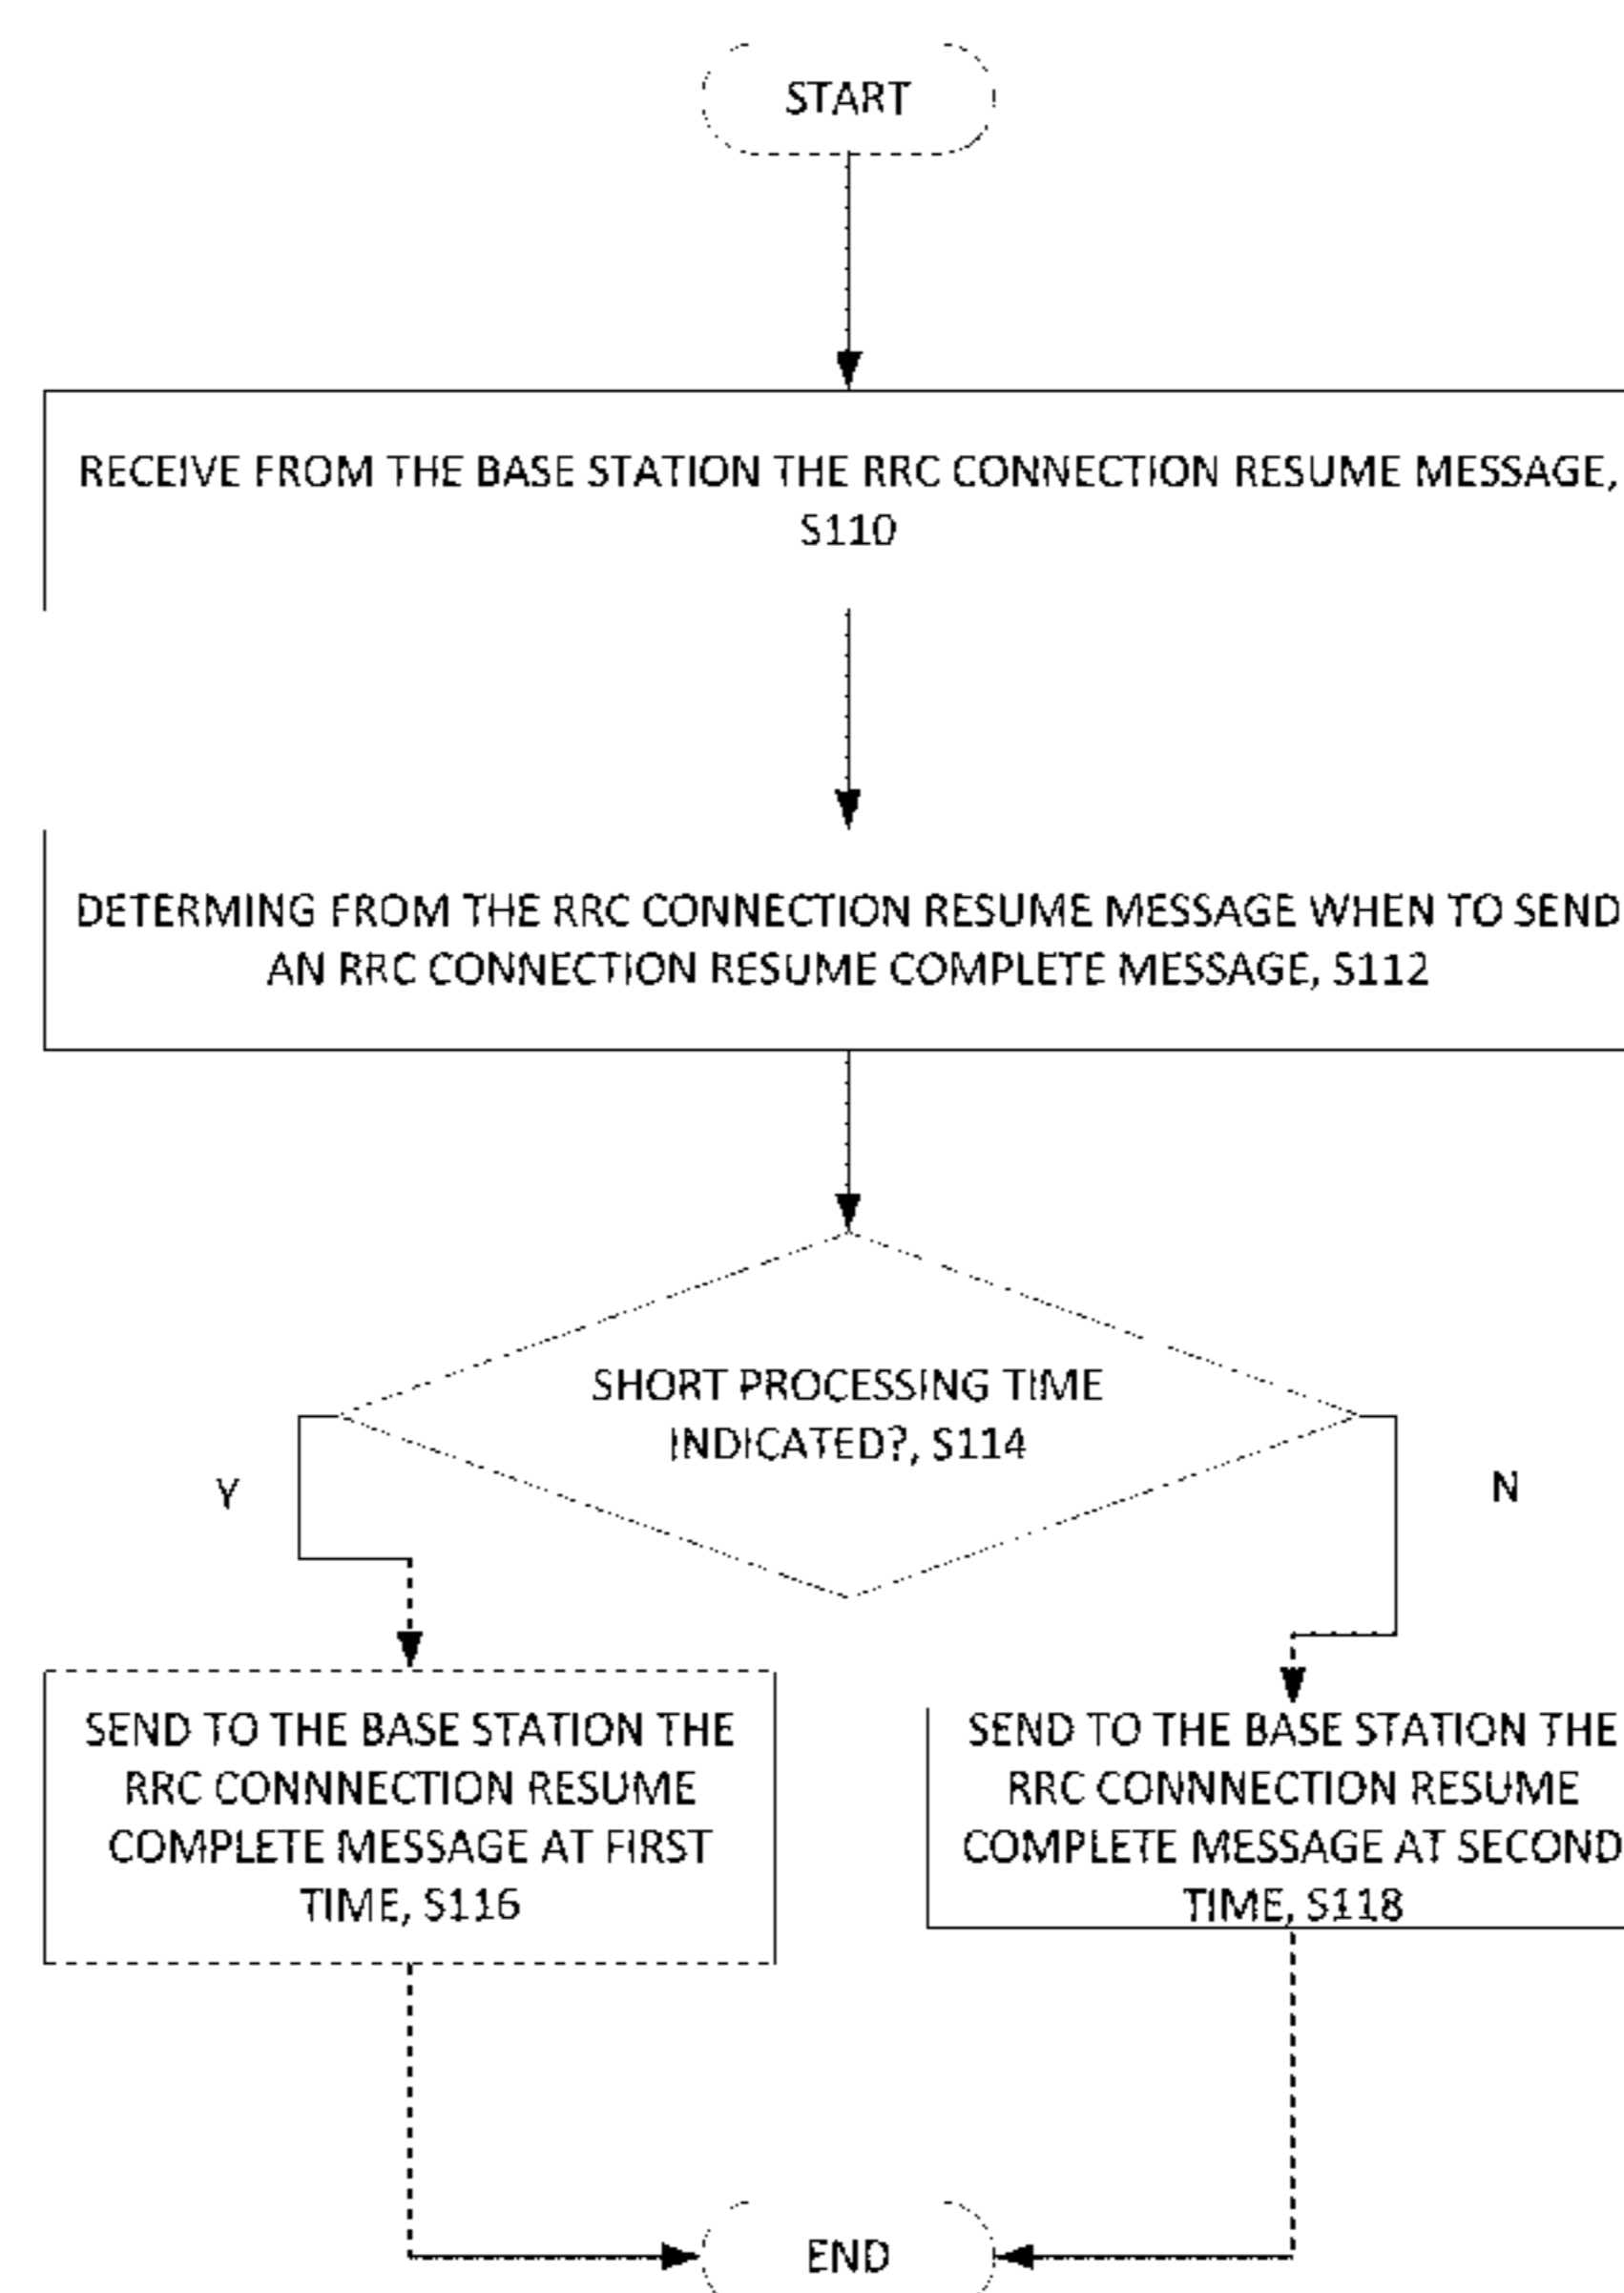 START
RECEIVE FROM THE BASE STATION THE RRC CONNECTION RESUME MESSAGE,
S110
DETERMING FROM THE RRC CONNECTION RESUME MESSAGE WHEN TO SEND
AN RRC CONNECTION RESUME COMPLETE MESSAGE, S112
SHORT PROCESSING TIME
INDICATED?, S114
Y
N
SEND TO THE BASE STATION THE
RRC CONNNECTION RESUME
COMPLETE MESSAGE AT FIRST
TIME, S116
SEND TO THE BASE STATION THE
RRC CONNNECTION RESUME
COMPLETE MESSAGE AT SECOND
TIME, S118
END